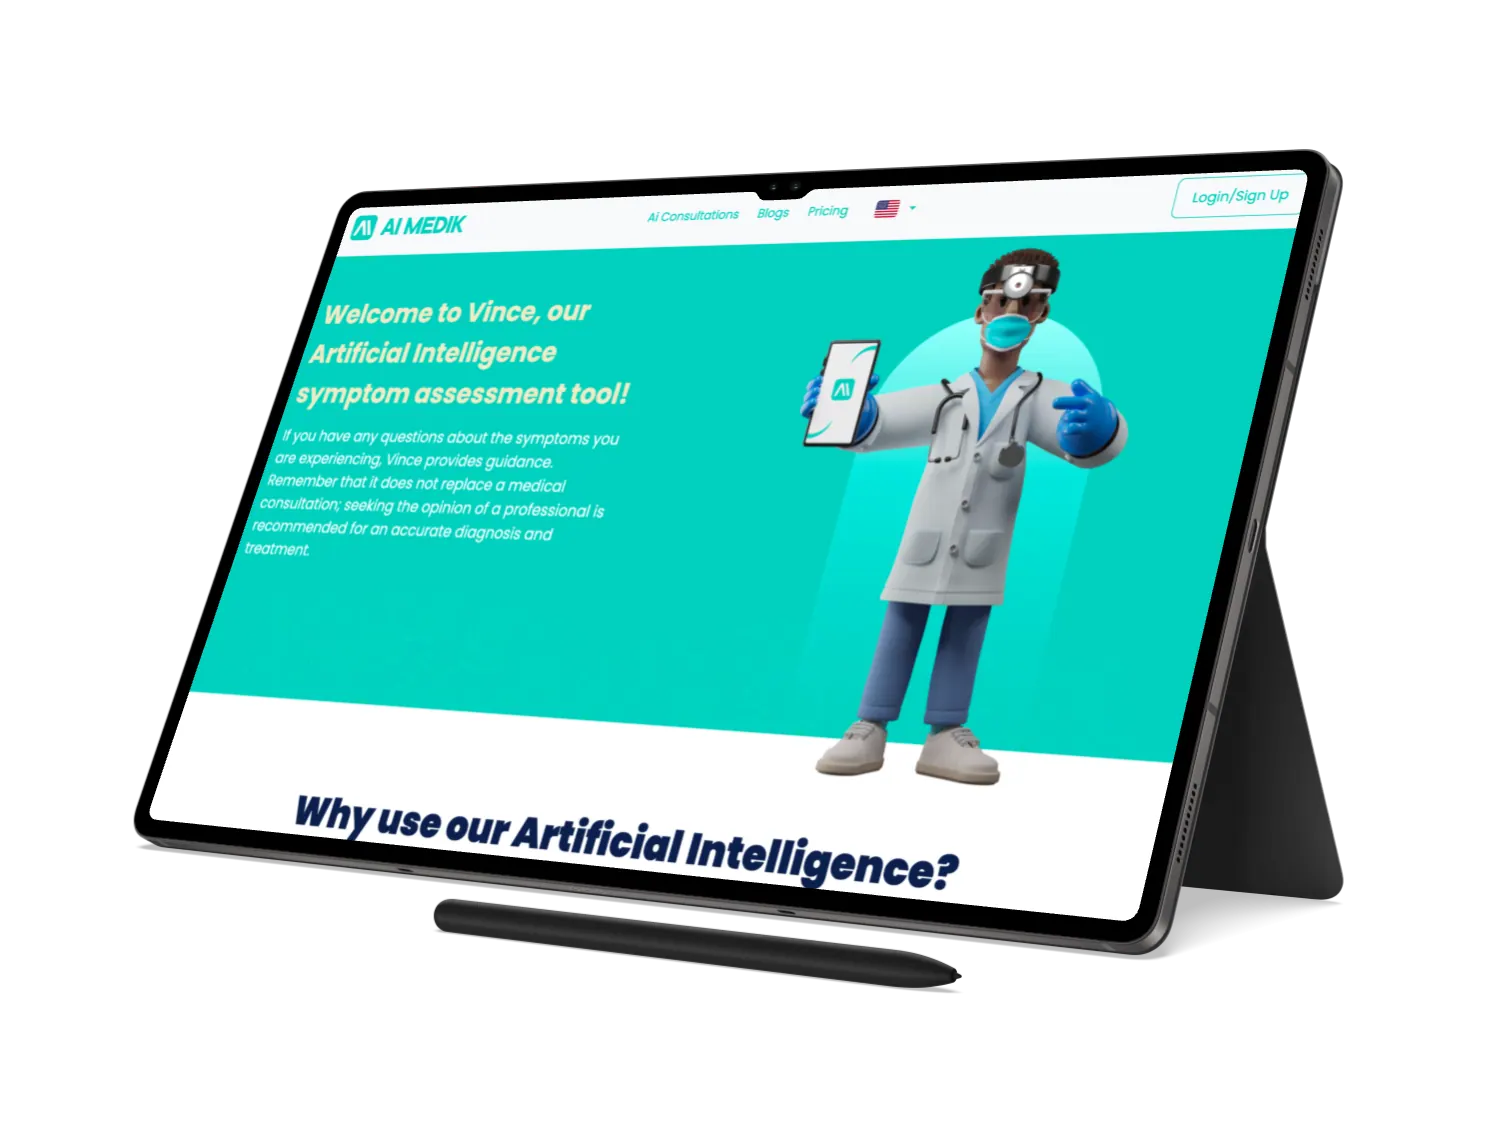 AI MEDIK
Ai Consultations Blogs Pricing
Login/Sign Up
Welcome to Vince, our
Artificial Intelligence
symptom assessment tool!
If you have any questions about the symptoms you
are experiencing, Vince provides guidance.
Remember that it does not replace a medical
consultation; seeking the opinion of a professional is
recommended for an accurate diagnosis and
treatment.
AI
Why use our Artificial Intelligence?